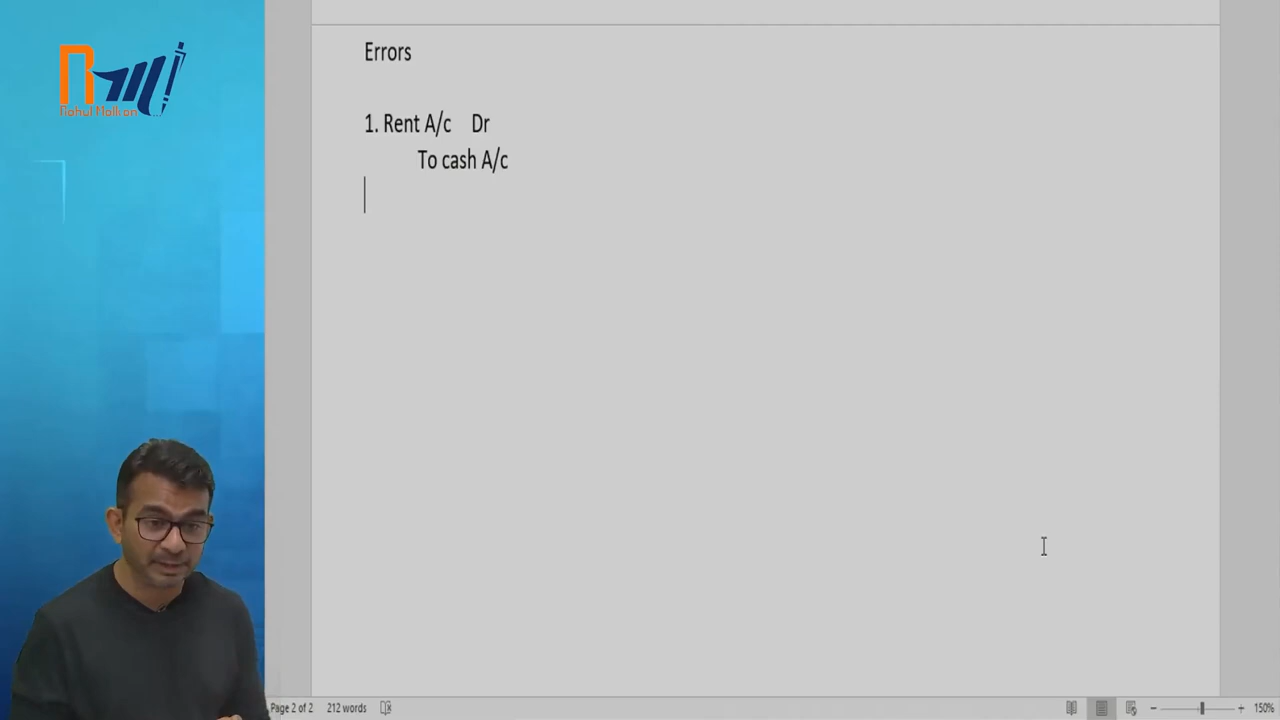 Errors
1. Rent A/c Dr
To cash A/c
Page 2 of 2 212 words
150%